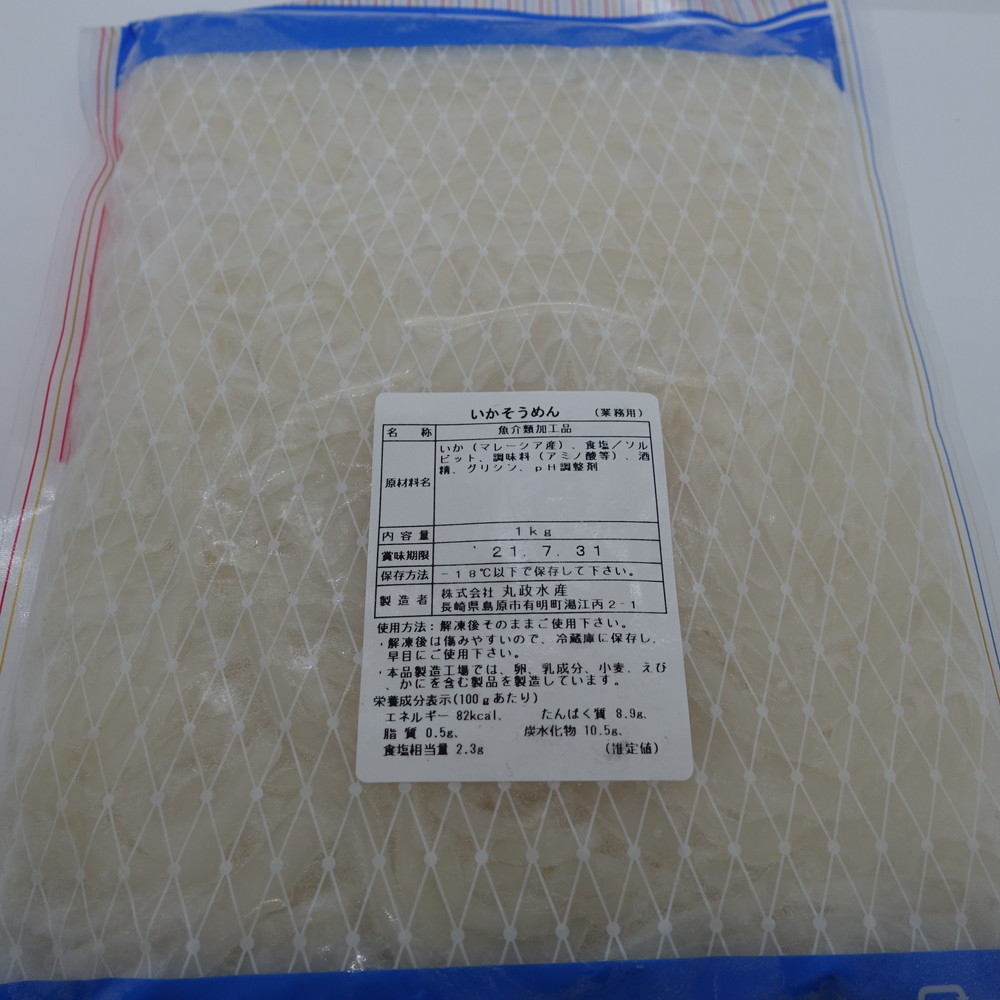 いかそうめん （業務用）
名 称 魚介類加工品
原材料名 いか（マレーシア産）、食塩／ソル
ビット、調味料（アミノ酸等）、酒
精、グリシン、ｐＨ調整剤
内容量 １ｋｇ
賞味期限 ’２１．７．３１
保存方法 －１８℃以下で保存して下さい。
製造者 株式会社 丸政水産
長崎県島原市有明町湯江丙２-１
使用方法：解凍後そのままご使用下さい。
・解凍後は傷みやすいので、冷蔵庫に保存し、
早目にご使用下さい。
・本品製造工場では、卵、乳成分、小麦、えび
、かにを含む製品を製造しています。
栄養成分表示(100ｇあたり)
エネルギー 82kcal、 たんぱく質 8.9g、
脂質 0.5g、 炭水化物 10.5g、
食塩相当量 2.3g （推定値）